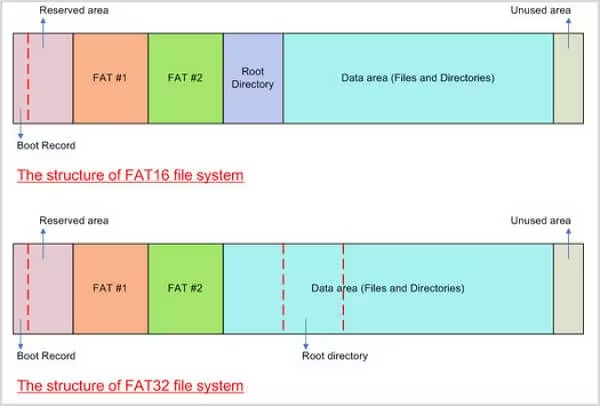 Reserved area
Unused area
FAT #1
FAT #2
Root
Directory
Data area (Files and Directories)
Boot Record
The structure of FAT16 file system
Reserved area
Unused area
FAT #1
FAT #2
Data area (Files and Directories)
Boot Record
Root directory
The structure of FAT32 file system